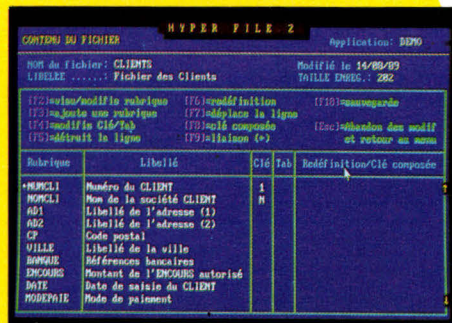 HYPER FILE 2
CONTENU DU FICHIER Application: DEMO
NOM du fichier: CLIENTS Modifié le 14/08/89
LIBELLE ......: Fichier des Clients TAILLE ENREG.: 202
[F2]=visu/modifie rubrique [F6]=redéfinition [F10]=sauvegarde
[F3]=ajoute une rubrique [F7]=déplace la ligne
[F4]=modifie Clé/Tab [F8]=clé composée [Esc]=Abandon des modif
[F5]=détruit la ligne [F9]=liaison (+) et retour au menu
Rubrique Libellé Clé Tab Redéfinition/Clé composée
+NUMCLI Numéro du CLIENT 1
NOMCLI Nom de la société CLIENT N
AD1 Libellé de l'adresse (1)
AD2 Libellé de l'adresse (2)
CP Code postal
VILLE Libellé de la ville
BANQUE Références bancaires
ENCOURS Montant de l'ENCOURS autorisé
DATE Date de saisie du CLIENT
MODEPAIE Mode de paiement